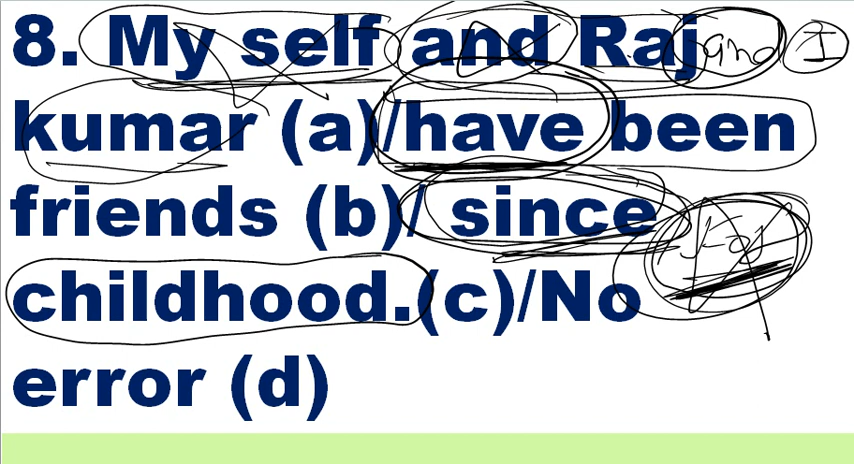 8. My self and Raj and I
kumar (a)/have been
friends (b)/ since
childhood.(c)/No
error (d)